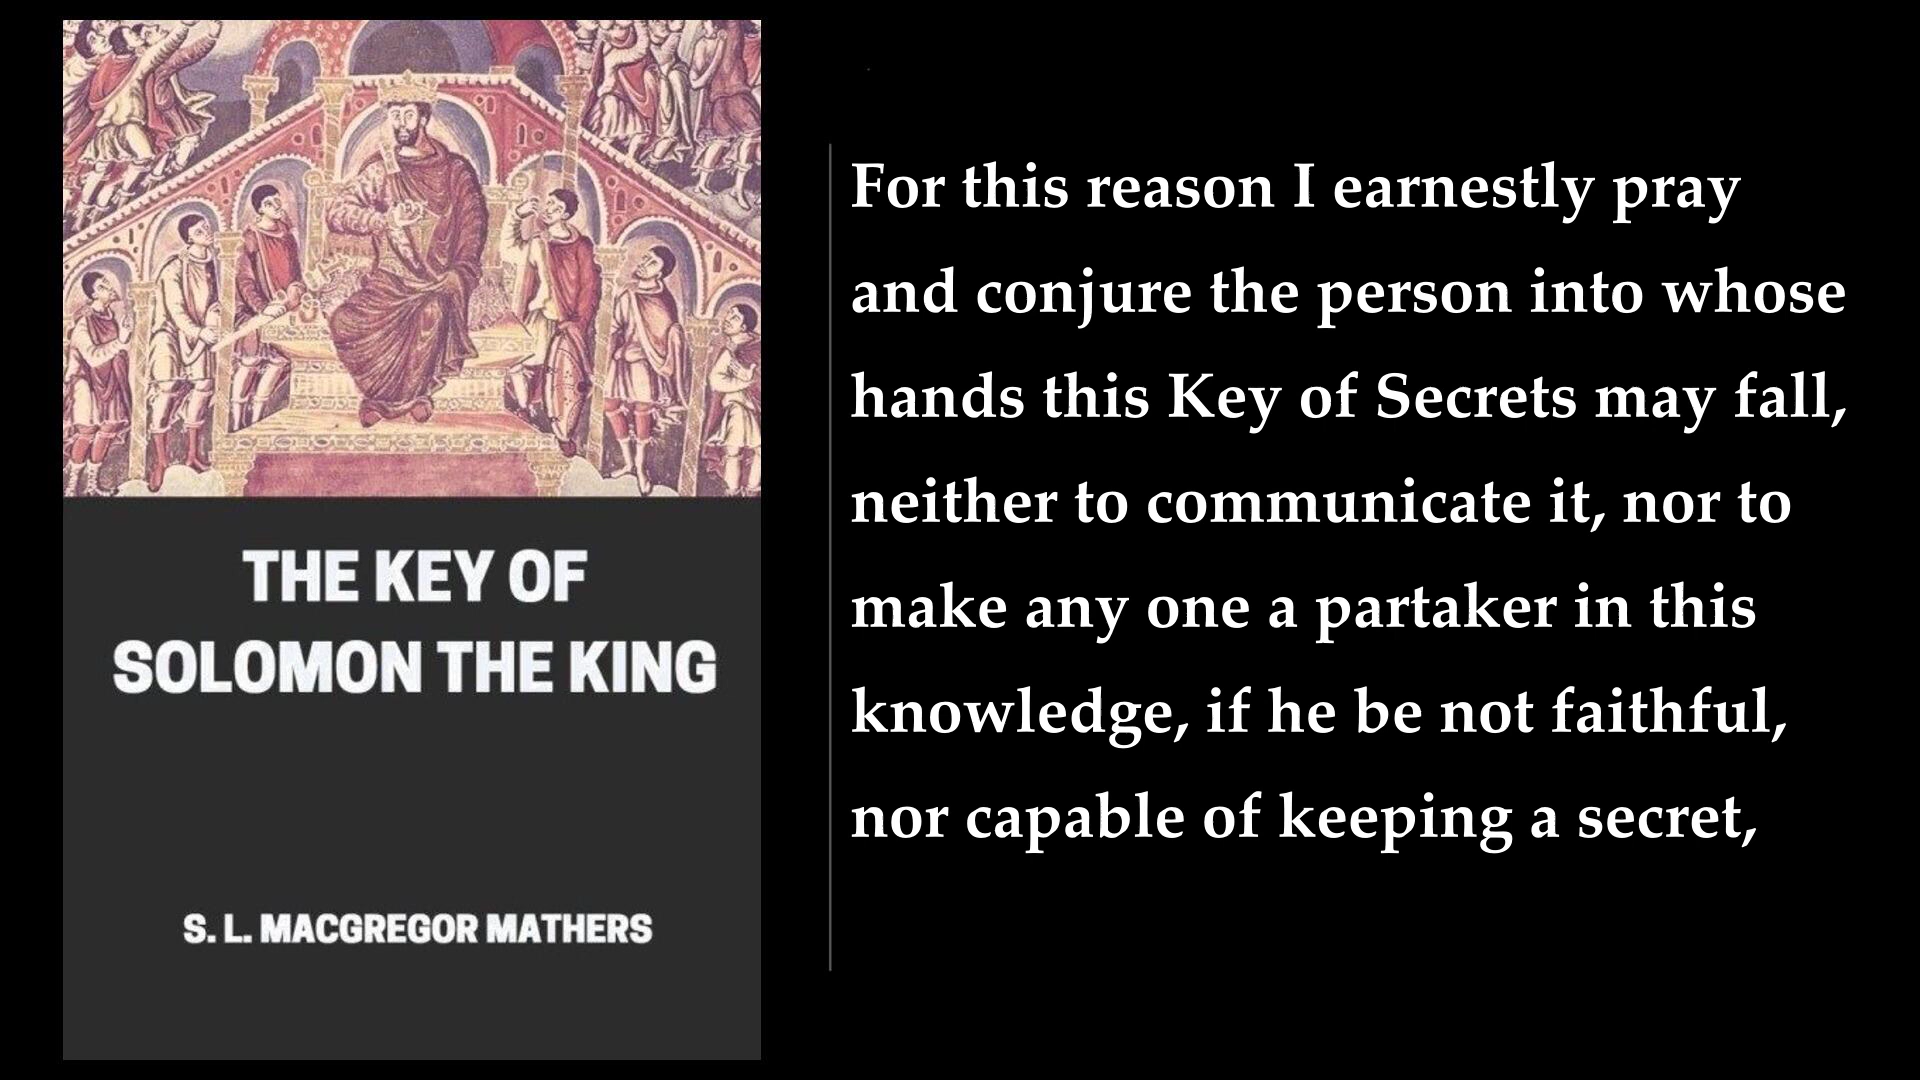 THE KEY OF
SOLOMON THE KING
S. L. MACGREGOR MATHERS
For this reason I earnestly pray
and conjure the person into whose
hands this Key of Secrets may fall,
neither to communicate it, nor to
make any one a partaker in this
knowledge, if he be not faithful,
nor capable of keeping a secret,